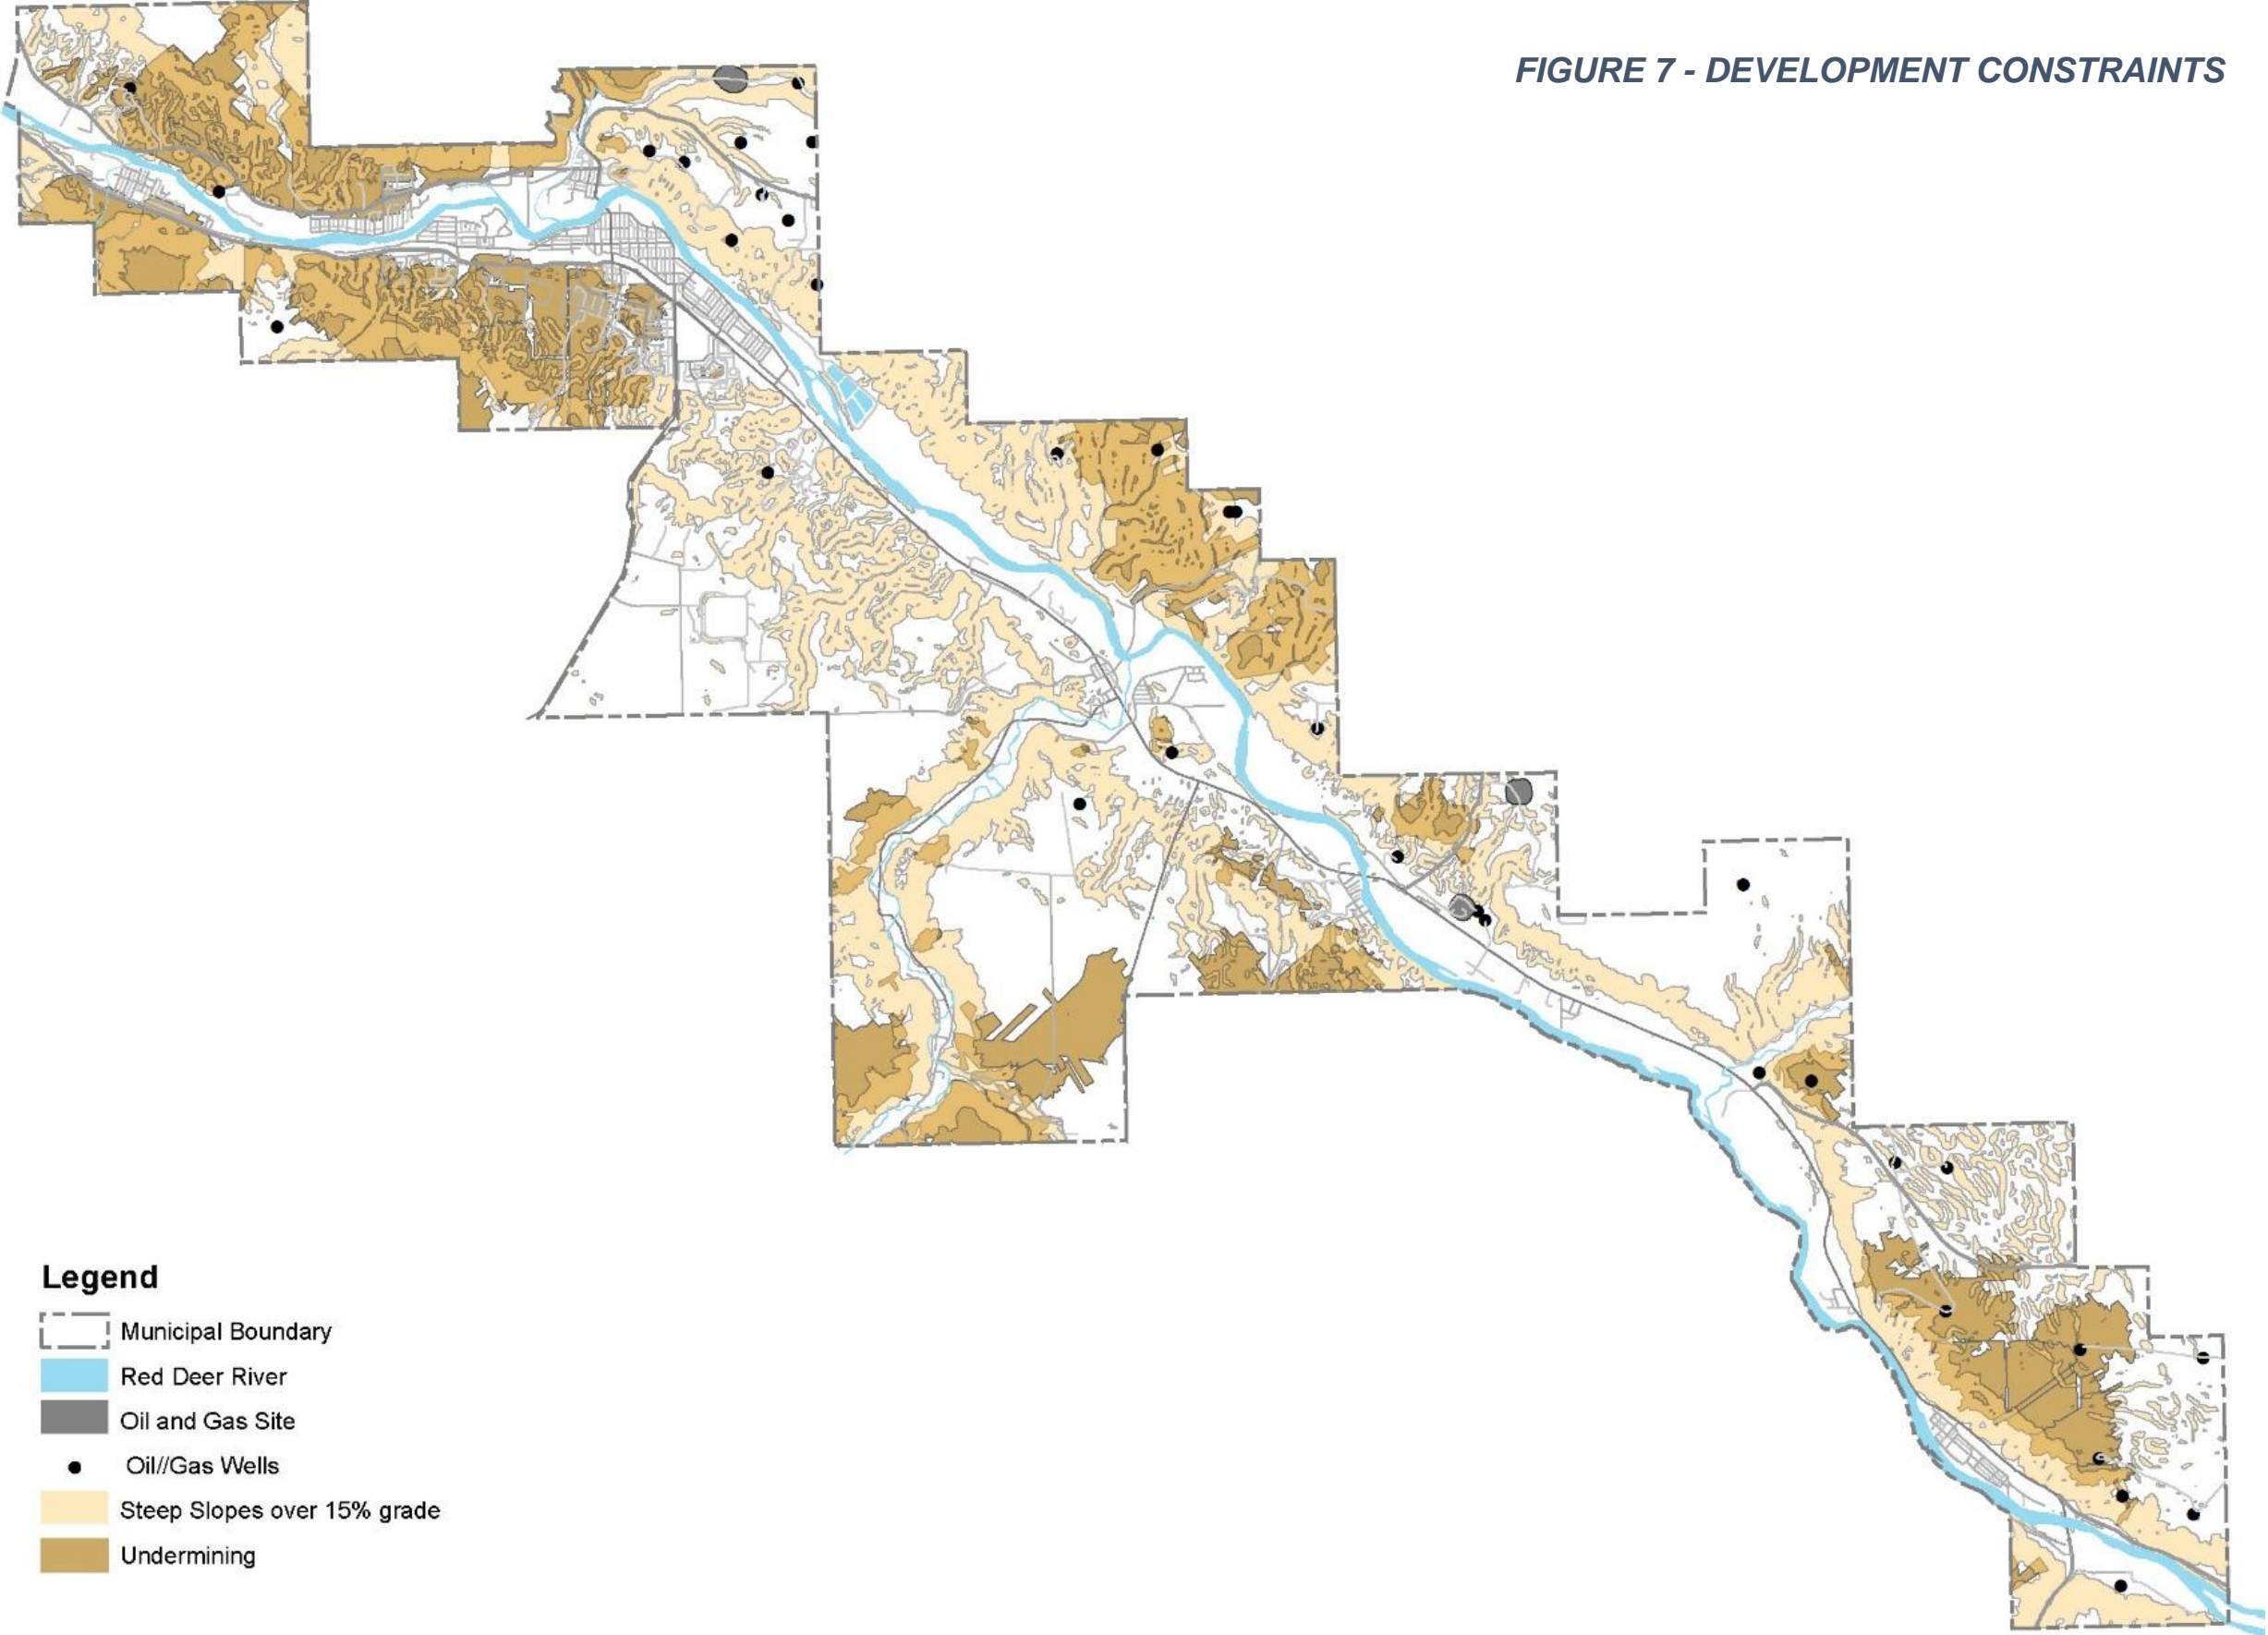 FIGURE 7 - DEVELOPMENT CONSTRAINTS
Legend
Municipal Boundary
Red Deer River
Oil and Gas Site
Oil//Gas Wells
Steep Slopes over 15% grade
Undermining